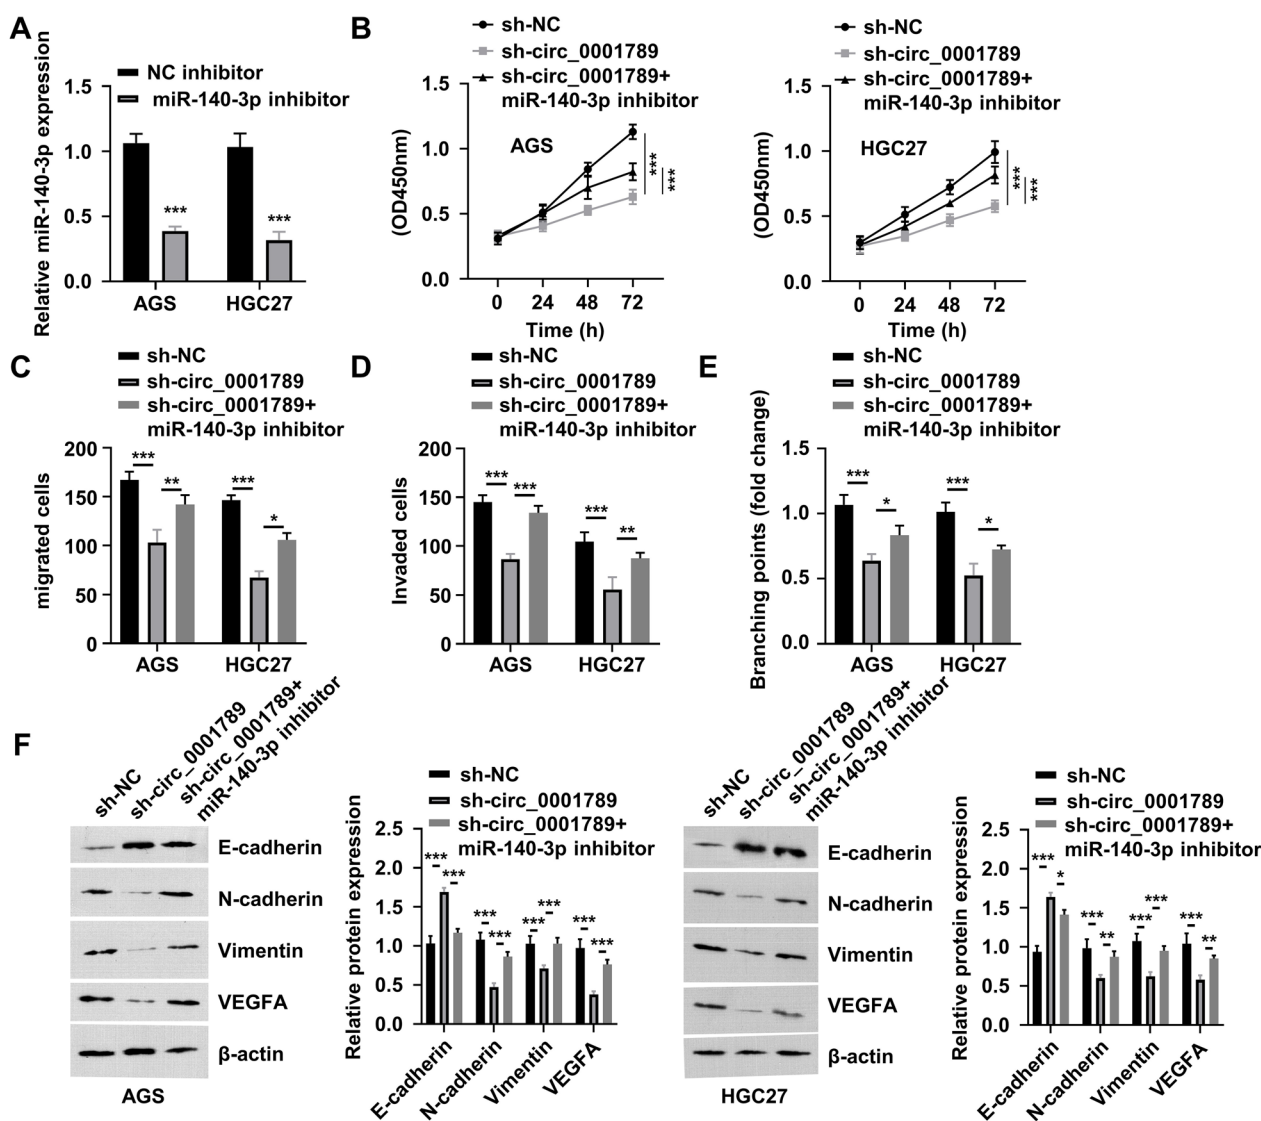 A
Relative miR-140-3p expression
NC inhibitor
miR-140-3p inhibitor
1.5
1.0
0.5
0.0
***
***
AGS
HGC27
B
sh-NC
sh-circ_0001789
sh-circ_0001789+
miR-140-3p inhibitor
(OD450nm)
1.5
1.0
0.5
0.0
AGS
***
***
0 24 48 72
Time (h)
sh-NC
sh-circ_0001789
sh-circ_0001789+
miR-140-3p inhibitor
(OD450nm)
1.5
1.0
0.5
0.0
HGC27
***
***
0 24 48 72
Time (h)
C
sh-NC
sh-circ_0001789
sh-circ_0001789+
miR-140-3p inhibitor
migrated cells
200
150
100
50
0
*** **
***
*
AGS
HGC27
D
sh-NC
sh-circ_0001789
sh-circ_0001789+
miR-140-3p inhibitor
Invaded cells
200
150
100
50
0
*** ***
***
**
AGS
HGC27
E
sh-NC
sh-circ_0001789
sh-circ_0001789+
miR-140-3p inhibitor
Branching points (fold change)
1.5
1.0
0.5
0.0
***
*
***
*
AGS
HGC27
F
sh-NC
sh-circ_0001789
sh-circ_0001789+
miR-140-3p inhibitor
E-cadherin
N-cadherin
Vimentin
VEGFA
β-actin
AGS
sh-NC
sh-circ_0001789
sh-circ_0001789+
miR-140-3p inhibitor
Relative protein expression
2.5
2.0
1.5
1.0
0.5
0.0
***
***
***
***
***
***
***
***
E-cadherin
N-cadherin
Vimentin
VEGFA
sh-NC
sh-circ_0001789
sh-circ_0001789+
miR-140-3p inhibitor
E-cadherin
N-cadherin
Vimentin
VEGFA
β-actin
HGC27
sh-NC
sh-circ_0001789
sh-circ_0001789+
miR-140-3p inhibitor
Relative protein expression
2.5
2.0
1.5
1.0
0.5
0.0
***
*
***
**
***
***
***
**
E-cadherin
N-cadherin
Vimentin
VEGFA